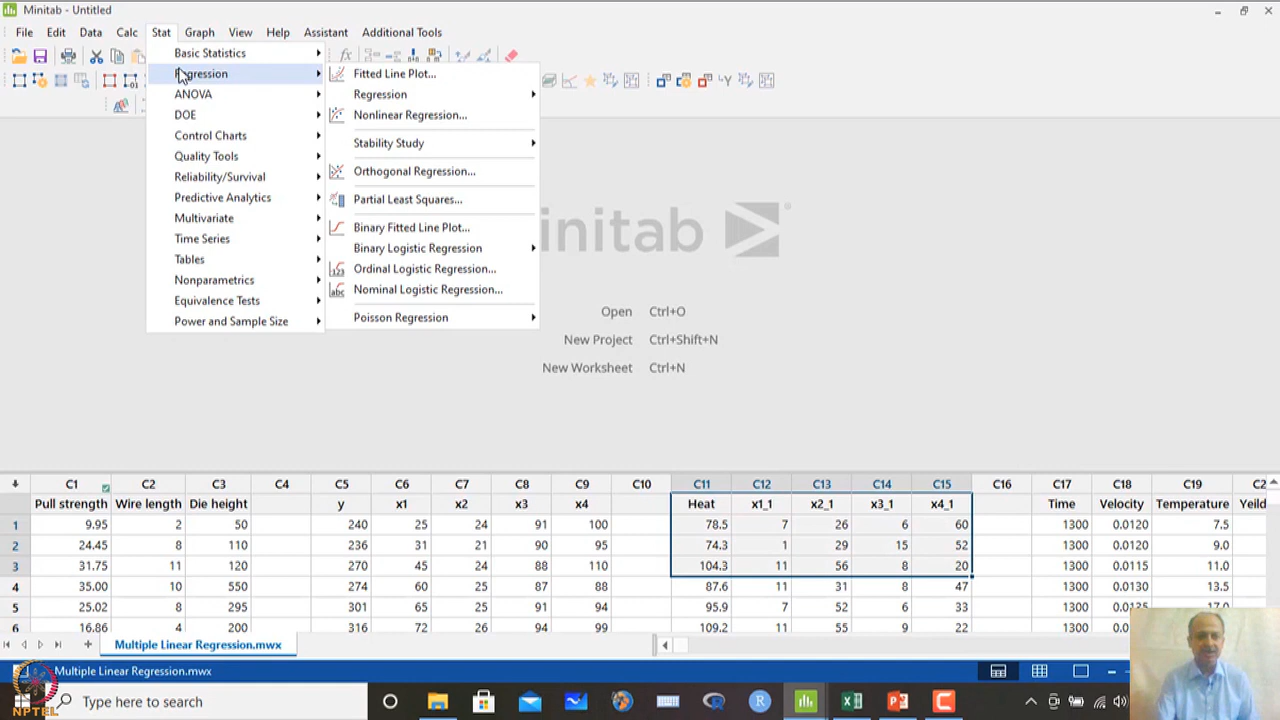 Minitab - Untitled
File Edit Data Calc Stat Graph View Help Assistant Additional Tools
Basic Statistics
Regression
ANOVA
DOE
Control Charts
Quality Tools
Reliability/Survival
Predictive Analytics
Multivariate
Time Series
Tables
Nonparametrics
Equivalence Tests
Power and Sample Size
Fitted Line Plot...
Regression
Nonlinear Regression...
Stability Study
Orthogonal Regression...
Partial Least Squares...
Binary Fitted Line Plot...
Binary Logistic Regression
Ordinal Logistic Regression...
Nominal Logistic Regression...
Poisson Regression
initab
Open Ctrl+O
New Project Ctrl+Shift+N
New Worksheet Ctrl+N
C1 C2 C3 C4 C5 C6 C7 C8 C9 C10 C11 C12 C13 C14 C15 C16 C17 C18 C19 C2
Pull strength Wire length Die height y x1 x2 x3 x4 Heat x1_1 x2_1 x3_1 x4_1 Time Velocity Temperature Yeild
1 9.95 2 50 240 25 24 91 100 78.5 7 26 6 60 1300 0.0120 7.5
2 24.45 8 110 236 31 21 90 95 74.3 1 29 15 52 1300 0.0120 9.0
3 31.75 11 120 270 45 24 88 110 104.3 11 56 8 20 1300 0.0115 11.0
4 35.00 10 550 274 60 25 87 88 87.6 11 31 8 47 1300 0.0130 13.5
5 25.02 8 295 301 65 25 91 94 95.9 7 52 6 33 1300 0.0135 17.0
6 16.86 4 200 316 72 26 94 99 109.2 11 55 9 22 1300
Multiple Linear Regression.mwx
Multiple Linear Regression.mwx
Type here to search
NPTEL